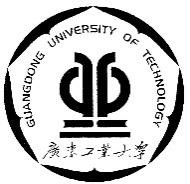 GUANGDONG UNIVERSITY OF TECHNOLOGY
廣東工業大學